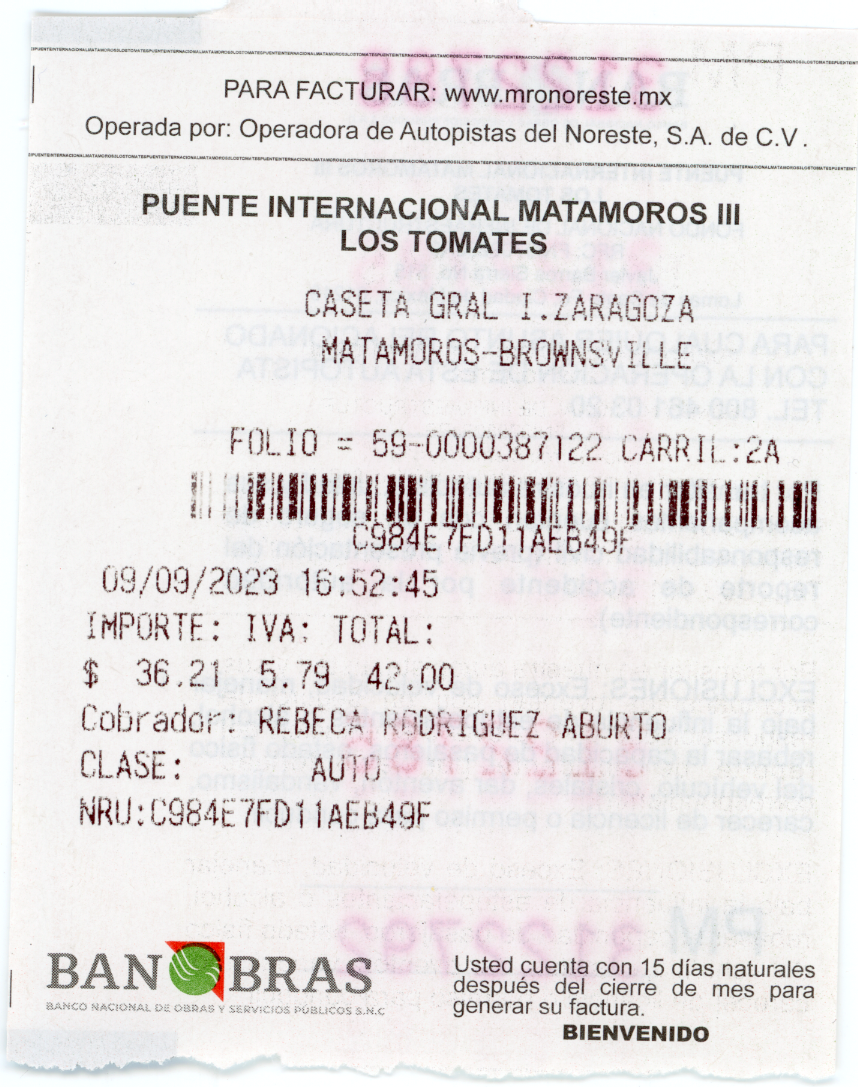 PARA FACTURAR: www.mronoreste.mx
Operada por: Operadora de Autopistas del Noreste, S.A. de C.V.
PUENTE INTERNACIONAL MATAMOROS III
LOS TOMATES
CASETA GRAL I.ZARAGOZA
MATAMOROS-BROWNSVILLE
FOLIO = 59-0000387122 CARRIL:2A
C984E7FD11AEB49F
09/09/2023 16:52:45
IMPORTE: IVA: TOTAL:
$ 36.21 5.79 42.00
Cobrador: REBECA RODRIGUEZ ABURTO
CLASE: AUTO
NRU:C984E7FD11AEB49F
BANOBRAS
BANCO NACIONAL DE OBRAS Y SERVICIOS PÚBLICOS S.N.C
Usted cuenta con 15 días naturales
después del cierre de mes para
generar su factura.
BIENVENIDO